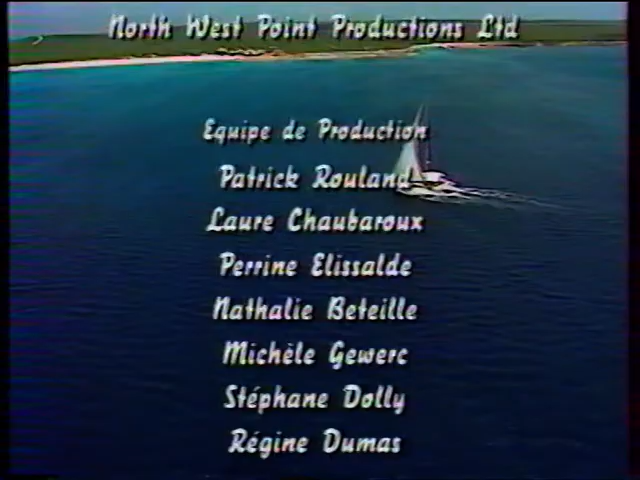 North West Point Productions Ltd
Equipe de Production
Patrick Rouland
Laure Chaubaroux
Perrine Elissalde
Nathalie Beteille
Michèle Gewerc
Stéphane Dolly
Régine Dumas